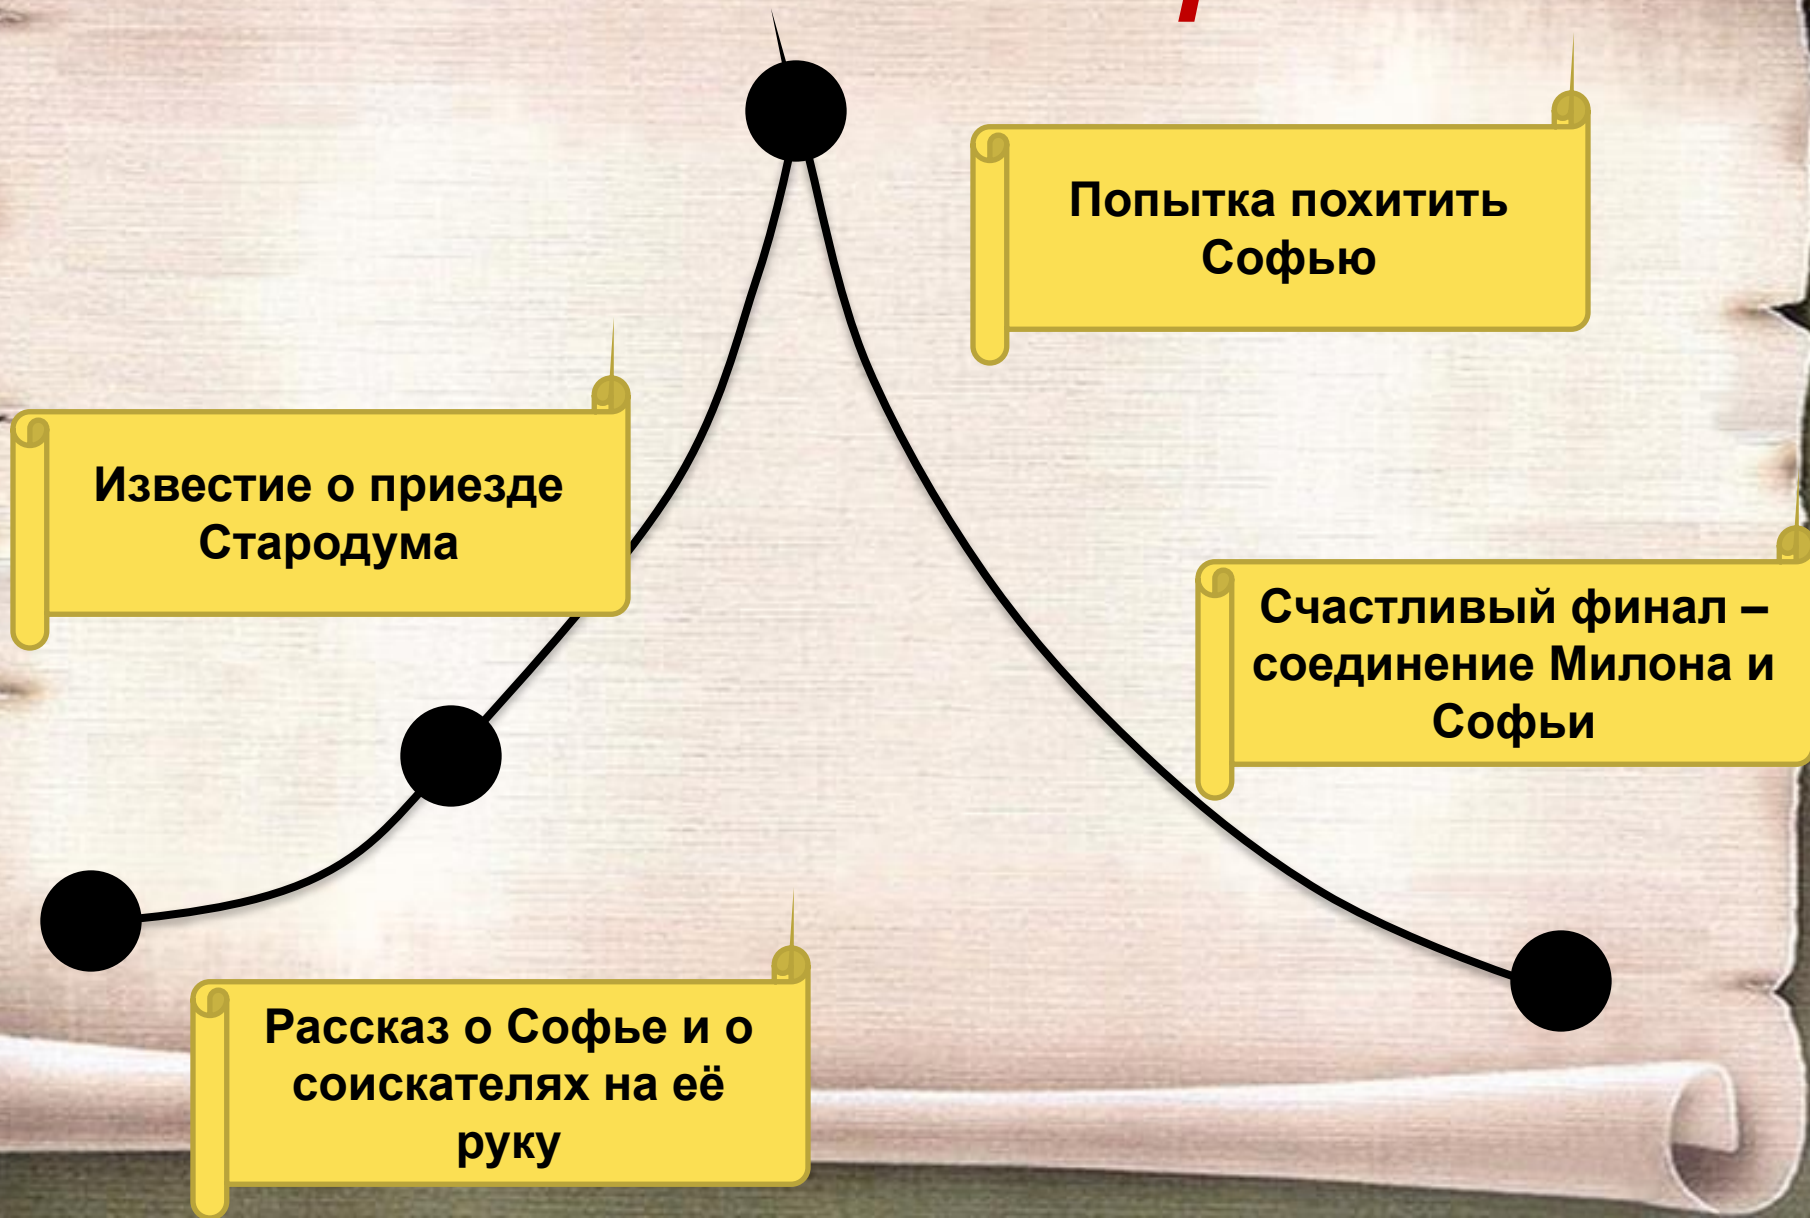 Попытка похитить
Софью
Известие о приезде
Стародума
Счастливый финал –
соединение Милона и
Софьи
Рассказ о Софье и о
соискателях на её
руку